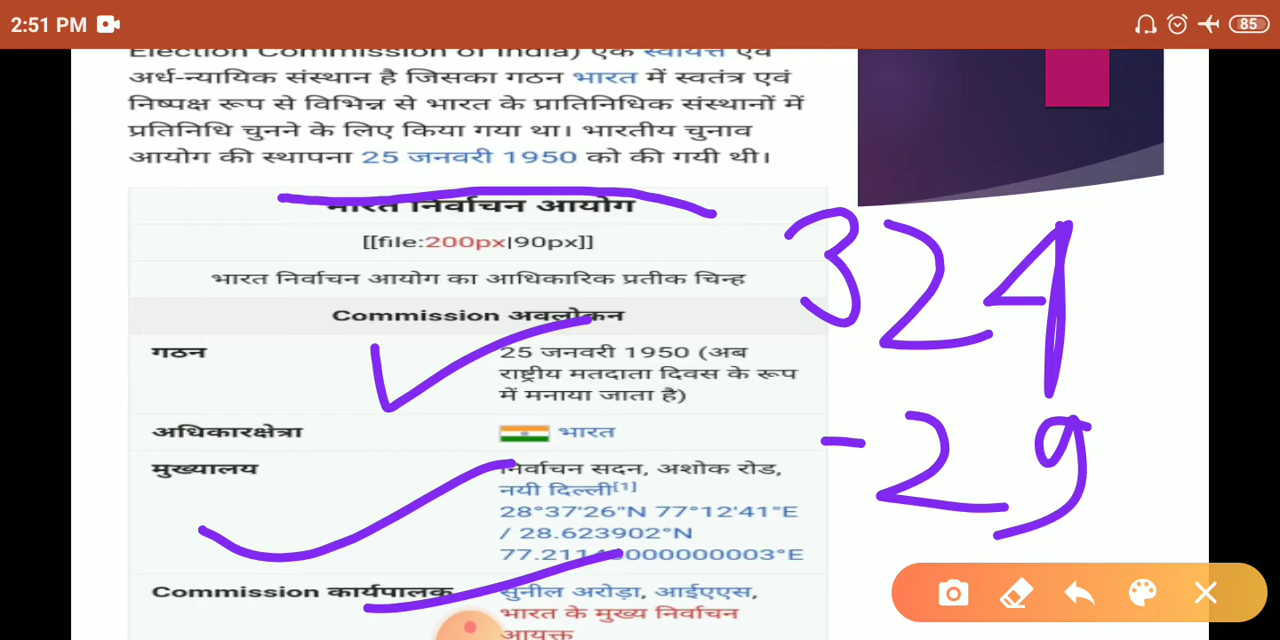 2:51 PM 85
Election Commission of India) एक स्वायत्त एवं
अर्ध-न्यायिक संस्थान है जिसका गठन भारत में स्वतंत्र एवं
निष्पक्ष रूप से विभिन्न से भारत के प्रातिनिधिक संस्थानों में
प्रतिनिधि चुनने के लिए किया गया था। भारतीय चुनाव
आयोग की स्थापना 25 जनवरी 1950 को की गयी थी।
भारत निर्वाचन आयोग
[[file:200px|90px]]
भारत निर्वाचन आयोग का आधिकारिक प्रतीक चिन्ह
Commission अवलोकन
गठन 25 जनवरी 1950 (अब
राष्ट्रीय मतदाता दिवस के रूप
में मनाया जाता है)
अधिकारक्षेत्रा भारत
मुख्यालय निर्वाचन सदन, अशोक रोड,
नयी दिल्ली[1]
28°37'26"N 77°12'41"E
/ 28.623902°N
77.21140000000003°E
Commission कार्यपालक सुनील अरोड़ा, आईएएस,
भारत के मुख्य निर्वाचन
आयक्त
324
-29